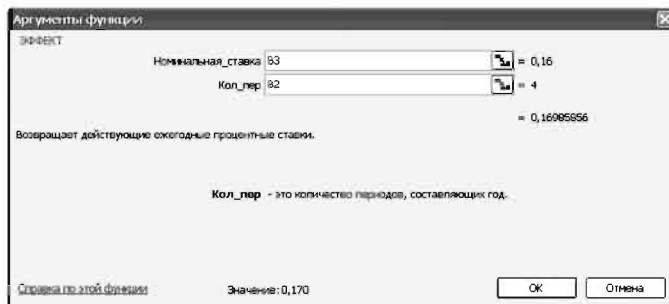 Аргументы функции
ЭФФЕКТ
Номинальная_ставка B3 = 0,16
Кол_пер B2 = 4
= 0,16985856
Возвращает действующие ежегодные процентные ставки.
Кол_пер - это количество периодов, составляющих год.
Справка по этой функции Значение: 0,170 ОК Отмена